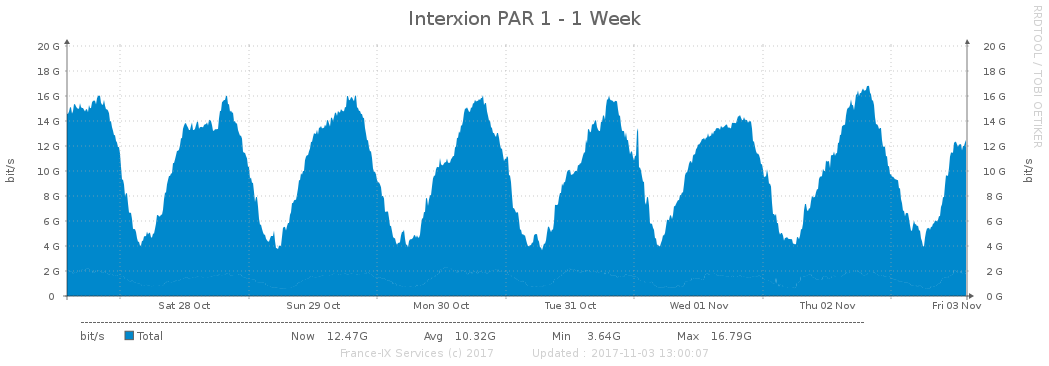 Interxion PAR 1 - 1 Week
RRDTOOL / TOBI OETIKER
bit/s
20 G 20 G
18 G 18 G
16 G 16 G
14 G 14 G
12 G 12 G
10 G 10 G
8 G 8 G
6 G 6 G
4 G 4 G
2 G 2 G
0 0 G
bit/s
Sat 28 Oct Sun 29 Oct Mon 30 Oct Tue 31 Oct Wed 01 Nov Thu 02 Nov Fri 03 Nov
bit/s Total Now 12.47G Avg 10.32G Min 3.64G Max 16.79G
France-IX Services (c) 2017 Updated : 2017-11-03 13:00:07